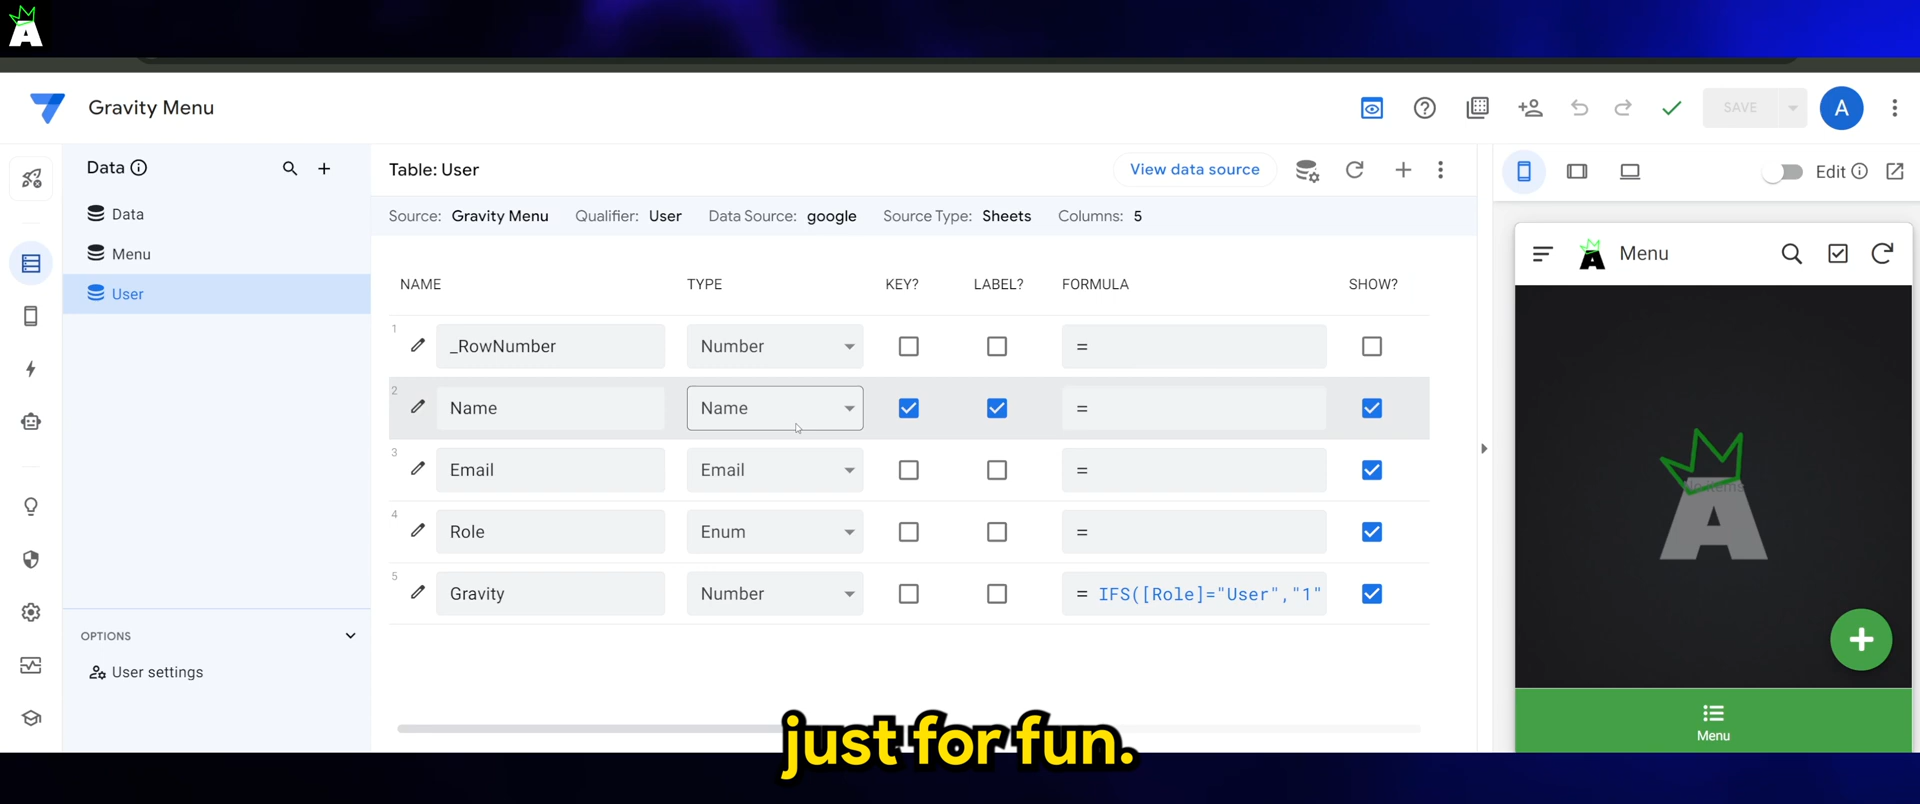 A
Gravity Menu
SAVE
A
Data
Data
Menu
User
OPTIONS
User settings
Table: User
View data source
Source: Gravity Menu Qualifier: User Data Source: google Source Type: Sheets Columns: 5
NAME TYPE KEY? LABEL? FORMULA SHOW?
1 _RowNumber Number =
2 Name Name =
3 Email Email =
4 Role Enum =
5 Gravity Number = IFS([Role]="User","1"
Edit
A Menu
No items
A
+
Menu
just for fun.